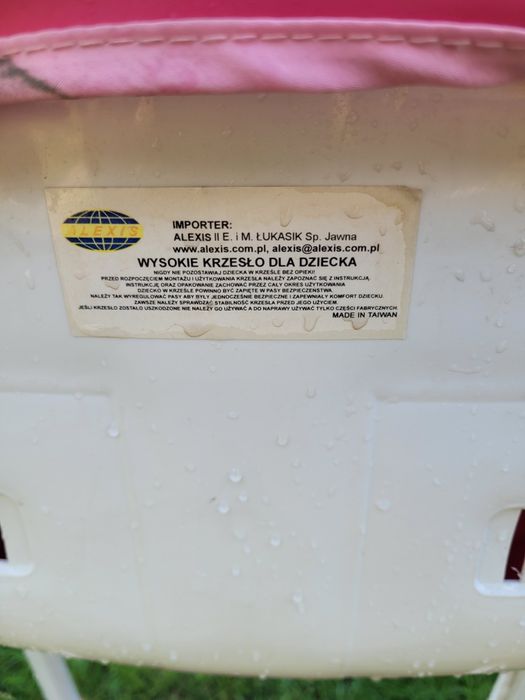 ALEXIS
IMPORTER:
ALEXIS II E. i M. ŁUKASIK Sp. Jawna
www.alexis.com.pl, alexis@alexis.com.pl
WYSOKIE KRZESŁO DLA DZIECKA
NIGDY NIE POZOSTAWIAJ DZIECKA W KRZEŚLE BEZ OPIEKI!
PRZED ROZPOCZĘCIEM MONTAŻU I UŻYTKOWANIA KRZESŁA NALEŻY ZAPOZNAĆ SIĘ Z INSTRUKCJĄ,
INSTRUKCJĘ ORAZ OPAKOWANIE ZACHOWAĆ PRZEZ CAŁY OKRES UŻYTKOWANIA
DZIECKO W KRZEŚLE POWINNO BYĆ ZAPIĘTE W PASY BEZPIECZEŃSTWA.
NALEŻY TAK WYREGULOWAĆ PASY ABY BYŁY JEDNOCZEŚNIE BEZPIECZNE I ZAPEWNIAŁY KOMFORT DZIECKU.
ZAWSZE NALEŻY SPRAWDZAĆ STABILNOŚĆ KRZESŁA PRZED JEGO UŻYCIEM.
JEŚLI KRZESŁO ZOSTAŁO USZKODZONE NIE NALEŻY GO UŻYWAĆ A DO NAPRAWY UŻYWAĆ TYLKO CZĘŚCI FABRYCZNYCH.
MADE IN TAIWAN